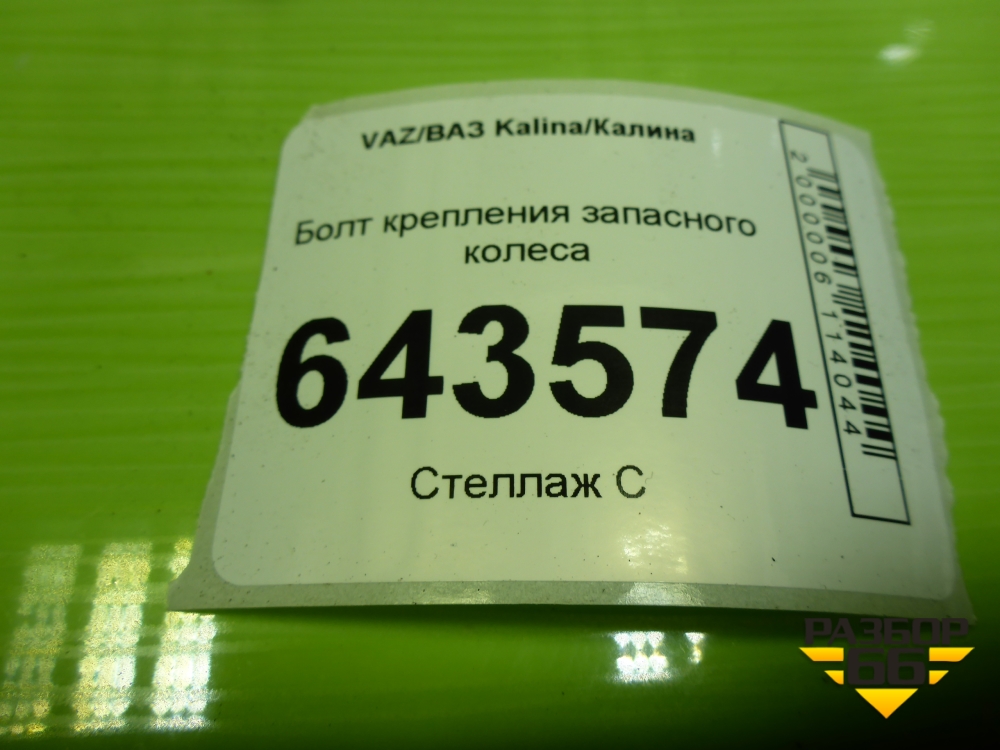 VAZ/ВАЗ Kalina/Калина
Болт крепления запасного
колеса
643574
Стеллаж С
2000006114044
РАЗБОР
66